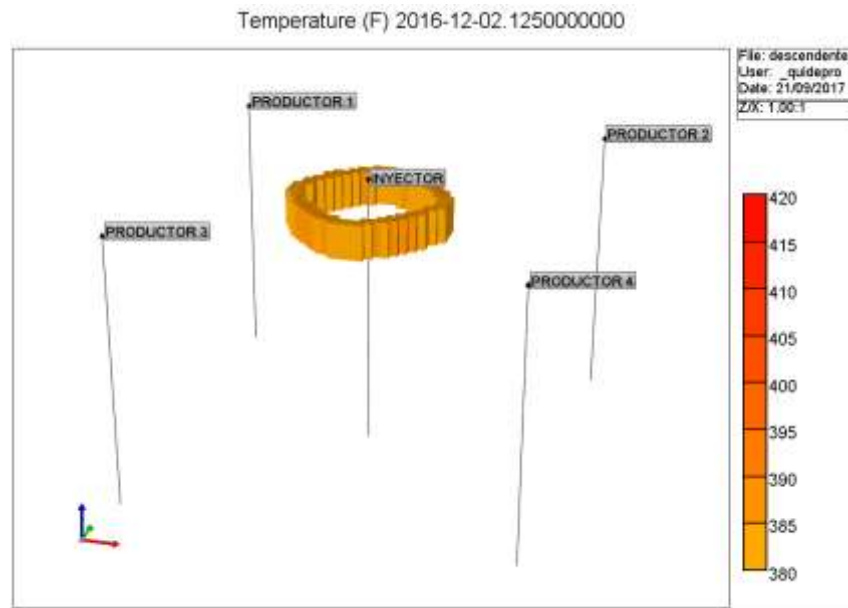 Temperature (F) 2016-12-02.1250000000
File: descendente
User: _quidepro
Date: 21/09/2017
Z/X: 1.00:1
PRODUCTOR 1
PRODUCTOR 2
INYECTOR
PRODUCTOR 3
PRODUCTOR 4
420
415
410
405
400
395
390
385
380